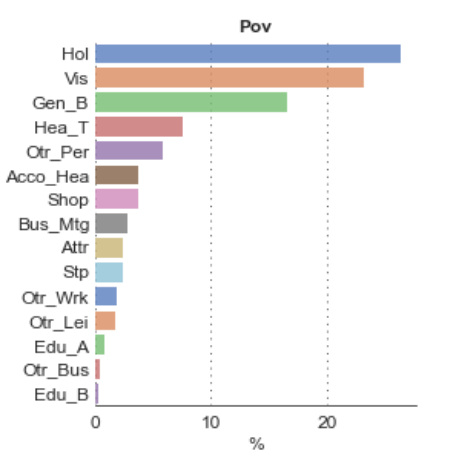 Pov
Hol
Vis
Gen_B
Hea_T
Otr_Per
Acco_Hea
Shop
Bus_Mtg
Attr
Stp
Otr_Wrk
Otr_Lei
Edu_A
Otr_Bus
Edu_B
0 10 20
%